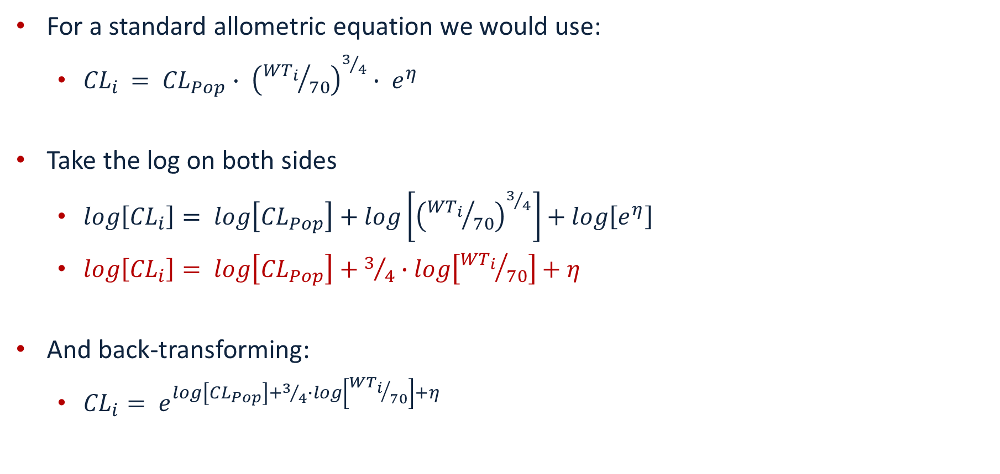 • For a standard allometric equation we would use:
• $CL_i = CL_{Pop} \cdot \left({}^{WT_i}/_{70}\right)^{3/4} \cdot e^{\eta}$
• Take the log on both sides
• $log[CL_i] = log[CL_{Pop}] + log\left[\left({}^{WT_i}/_{70}\right)^{3/4}\right] + log[e^{\eta}]$
• $log[CL_i] = log[CL_{Pop}] + {}^{3}/_{4} \cdot log\left[{}^{WT_i}/_{70}\right] + \eta$
• And back-transforming:
• $CL_i = e^{log[CL_{Pop}] + {}^{3}/_{4} \cdot log\left[{}^{WT_i}/_{70}\right] + \eta}$